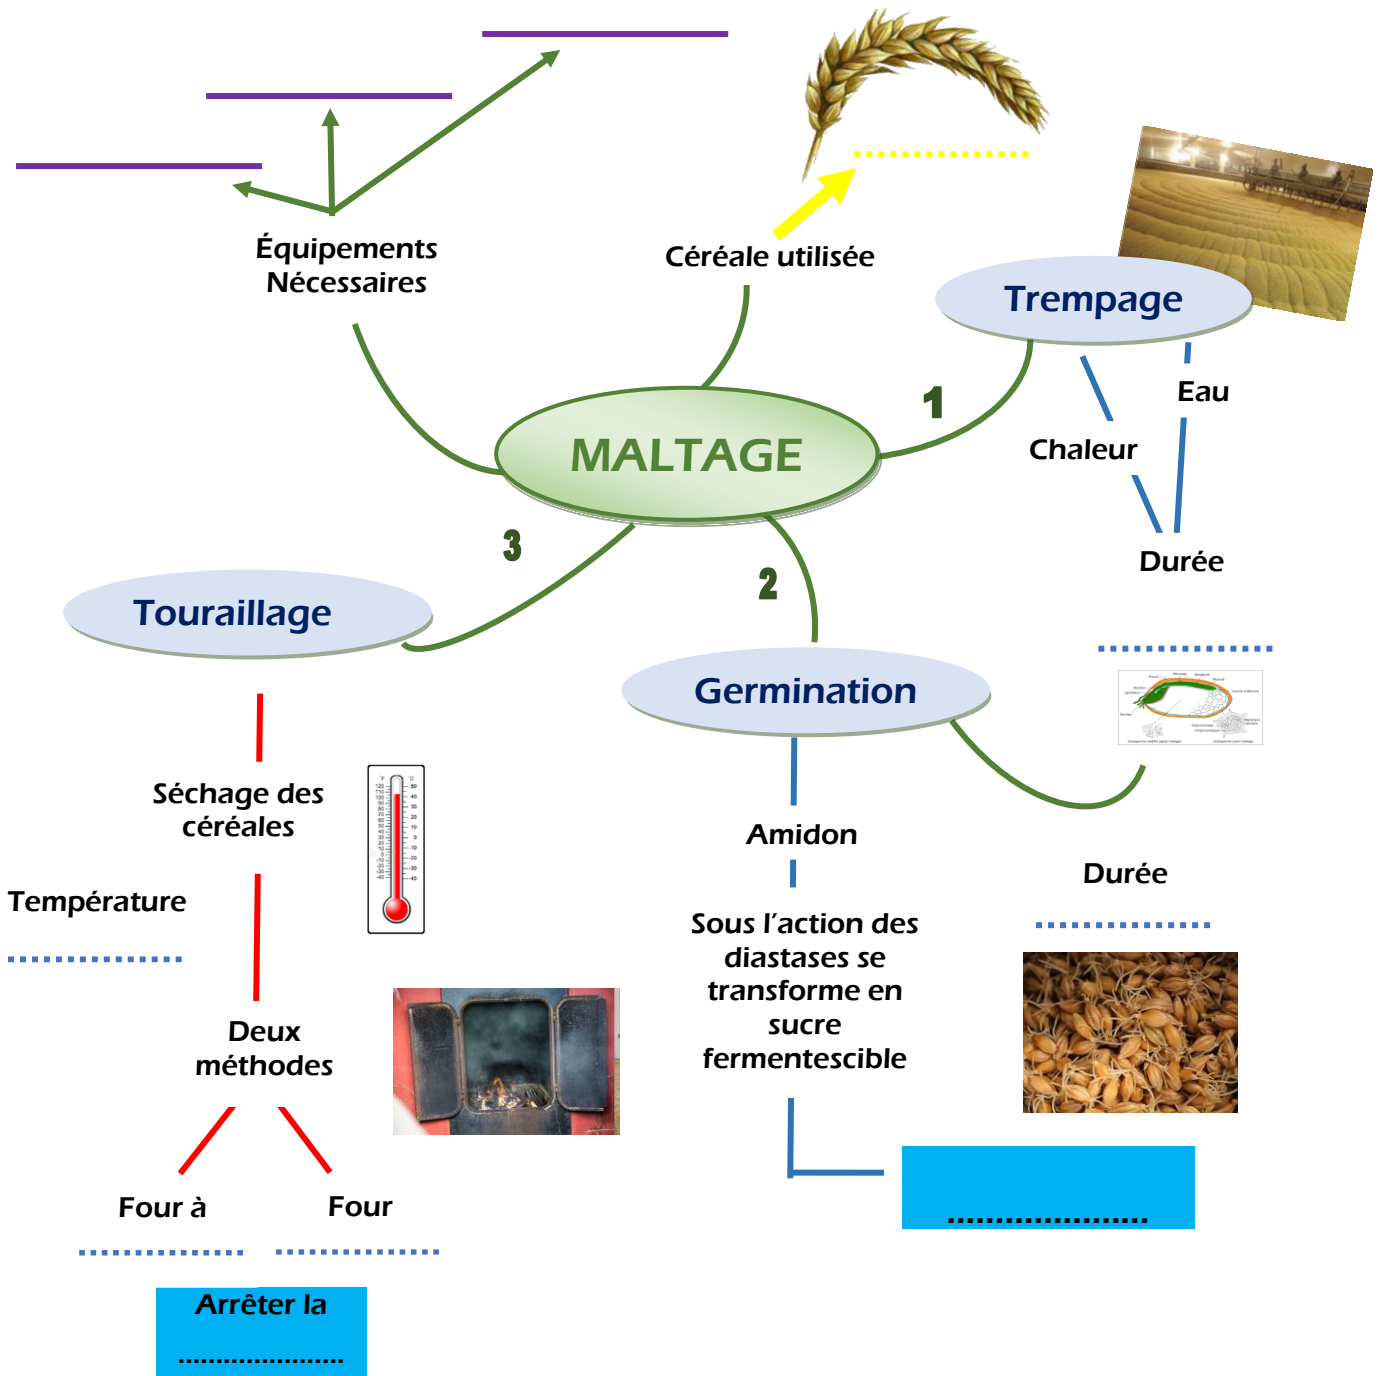 Équipements
Nécessaires
Céréale utilisée
Trempage
Eau
Chaleur
Durée
1
MALTAGE
3
2
Touraillage
Germination
Séchage des
céréales
Température
°F
°C
Deux
méthodes
Four à
Four
Arrêter la
.....................
Amidon
Sous l'action des
diastases se
transforme en
sucre
fermentescible
.....................
Durée